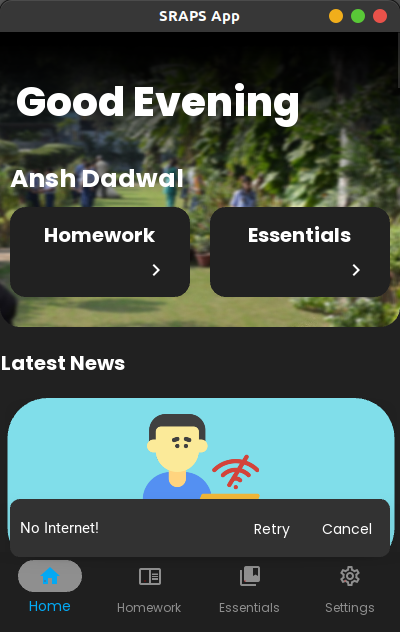 SRAPS App
Good Evening
Ansh Dadwal
Homework Essentials
Latest News
No Internet! Retry Cancel
Home Homework Essentials Settings